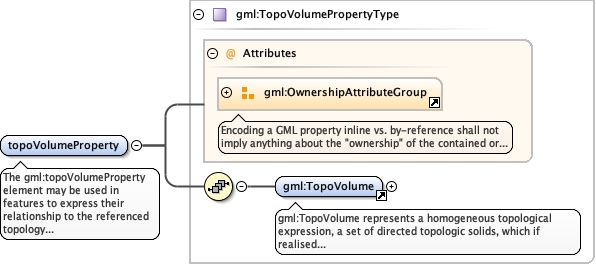 gml:TopoVolumePropertyType
@ Attributes
gml:OwnershipAttributeGroup
Encoding a GML property inline vs. by-reference shall not
imply anything about the "ownership" of the contained or...
topoVolumeProperty
The gml:topoVolumeProperty
element may be used in
features to express their
relationship to the referenced
topology...
gml:TopoVolume
gml:TopoVolume represents a homogeneous topological
expression, a set of directed topologic solids, which if
realised...